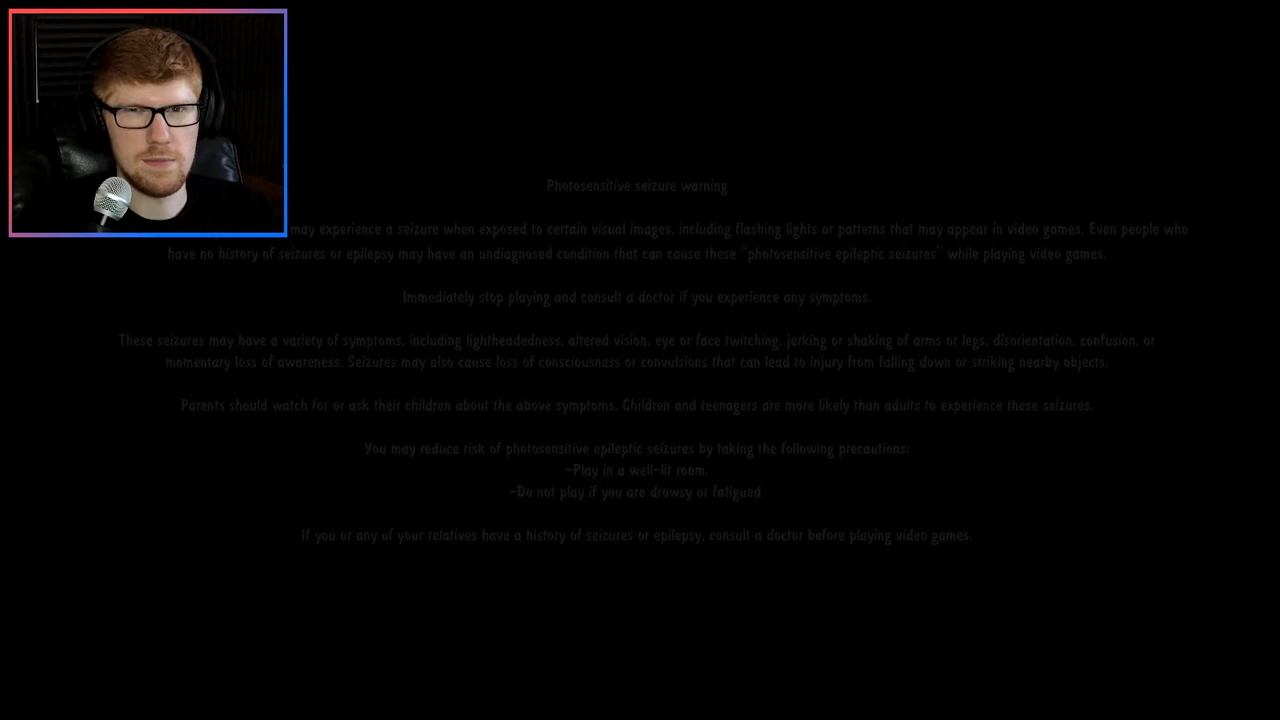 Photosensitive seizure warning
may experience a seizure when exposed to certain visual images, including flashing lights or patterns that may appear in video games. Even people who
have no history of seizures or epilepsy may have an undiagnosed condition that can cause these "photosensitive epileptic seizures" while playing video games.
Immediately stop playing and consult a doctor if you experience any symptoms.
These seizures may have a variety of symptoms, including lightheadedness, altered vision, eye or face twitching, jerking or shaking of arms or legs, disorientation, confusion, or
momentary loss of awareness. Seizures may also cause loss of consciousness or convulsions that can lead to injury from falling down or striking nearby objects.
Parents should watch for or ask their children about the above symptoms. Children and teenagers are more likely than adults to experience these seizures.
You may reduce risk of photosensitive epileptic seizures by taking the following precautions:
-Play in a well-lit room.
-Do not play if you are drowsy or fatigued
If you or any of your relatives have a history of seizures or epilepsy, consult a doctor before playing video games.